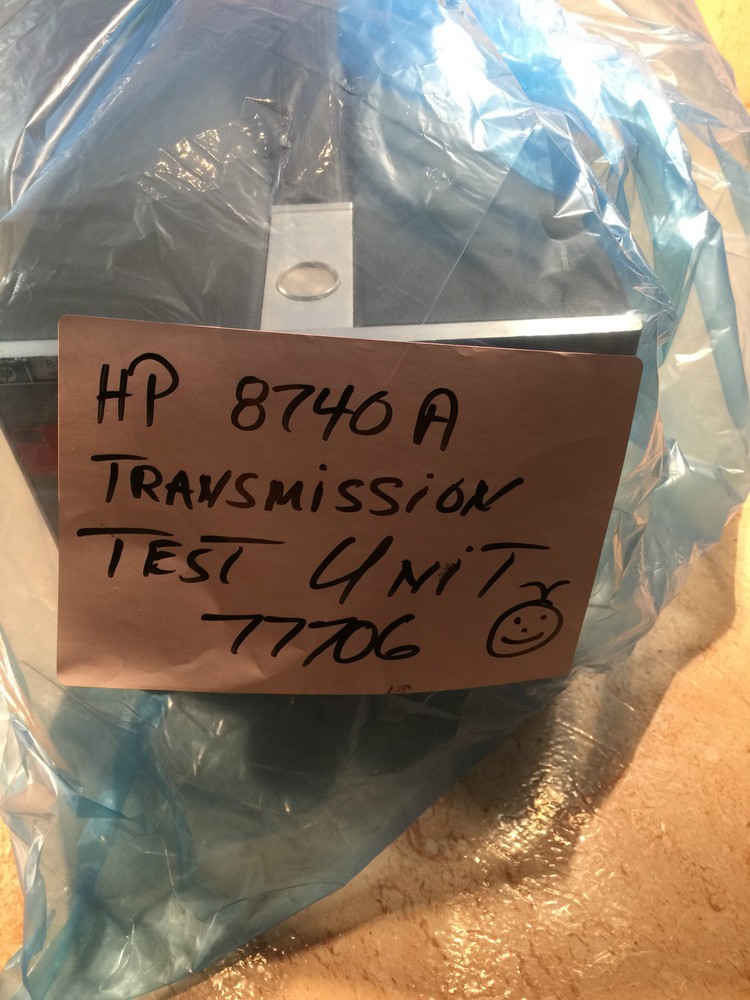 HP 8740A
TRANSMISSION
TEST UNIT
77706